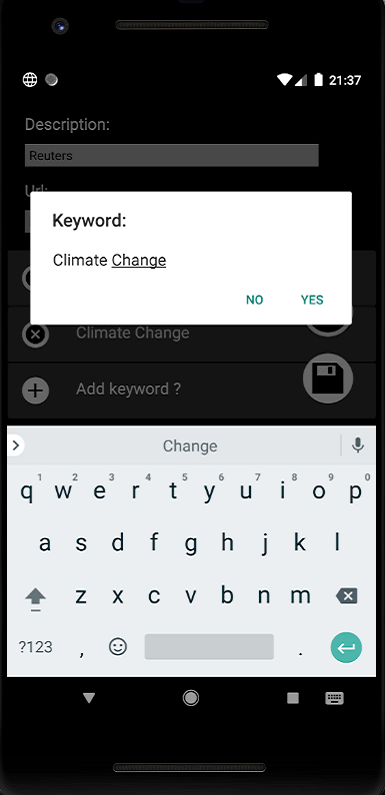 21:37
Description:
Reuters
Url:
Keyword:
Climate Change
NO YES
Climate Change
Add keyword ?
Change
1 2 3 4 5 6 7 8 9 0
q w e r t y u i o p
a s d f g h j k l
z x c v b n m
?123 , .